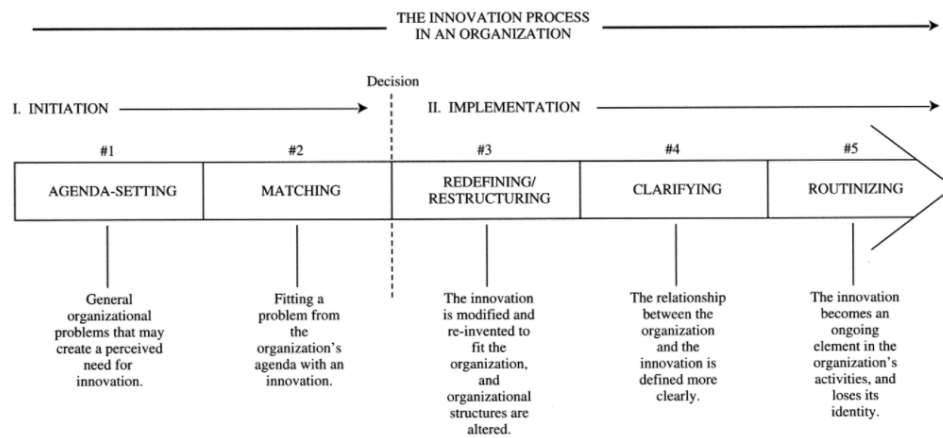 THE INNOVATION PROCESS
IN AN ORGANIZATION
Decision
I. INITIATION
II. IMPLEMENTATION
#1
#2
#3
#4
#5
AGENDA-SETTING
MATCHING
REDEFINING/
RESTRUCTURING
CLARIFYING
ROUTINIZING
General
organizational
problems that may
create a perceived
need for
innovation.
Fitting a
problem from
the
organization's
agenda with an
innovation.
The innovation
is modified and
re-invented to
fit the
organization,
and
organizational
structures are
altered.
The relationship
between the
organization
and the
innovation is
defined more
clearly.
The innovation
becomes an
ongoing
element in the
organization's
activities, and
loses its
identity.